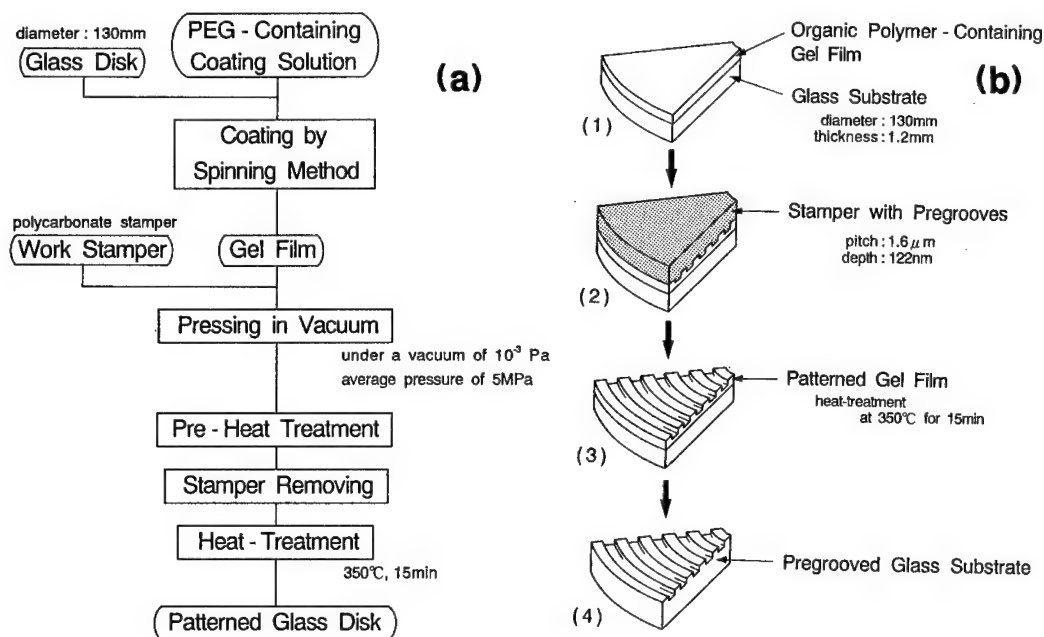 diameter : 130mm
Glass Disk
PEG - Containing
Coating Solution
(a)
Coating by
Spinning Method
polycarbonate stamper
Work Stamper
Gel Film
Pressing in Vacuum
under a vacuum of 10⁻³ Pa
average pressure of 5MPa
Pre - Heat Treatment
Stamper Removing
Heat - Treatment
350℃, 15min
Patterned Glass Disk
(b)
Organic Polymer - Containing
Gel Film
Glass Substrate
diameter : 130mm
thickness : 1.2mm
(1)
Stamper with Pregrooves
pitch : 1.6μm
depth : 122nm
(2)
Patterned Gel Film
heat-treatment
at 350℃ for 15min
(3)
Pregrooved Glass Substrate
(4)